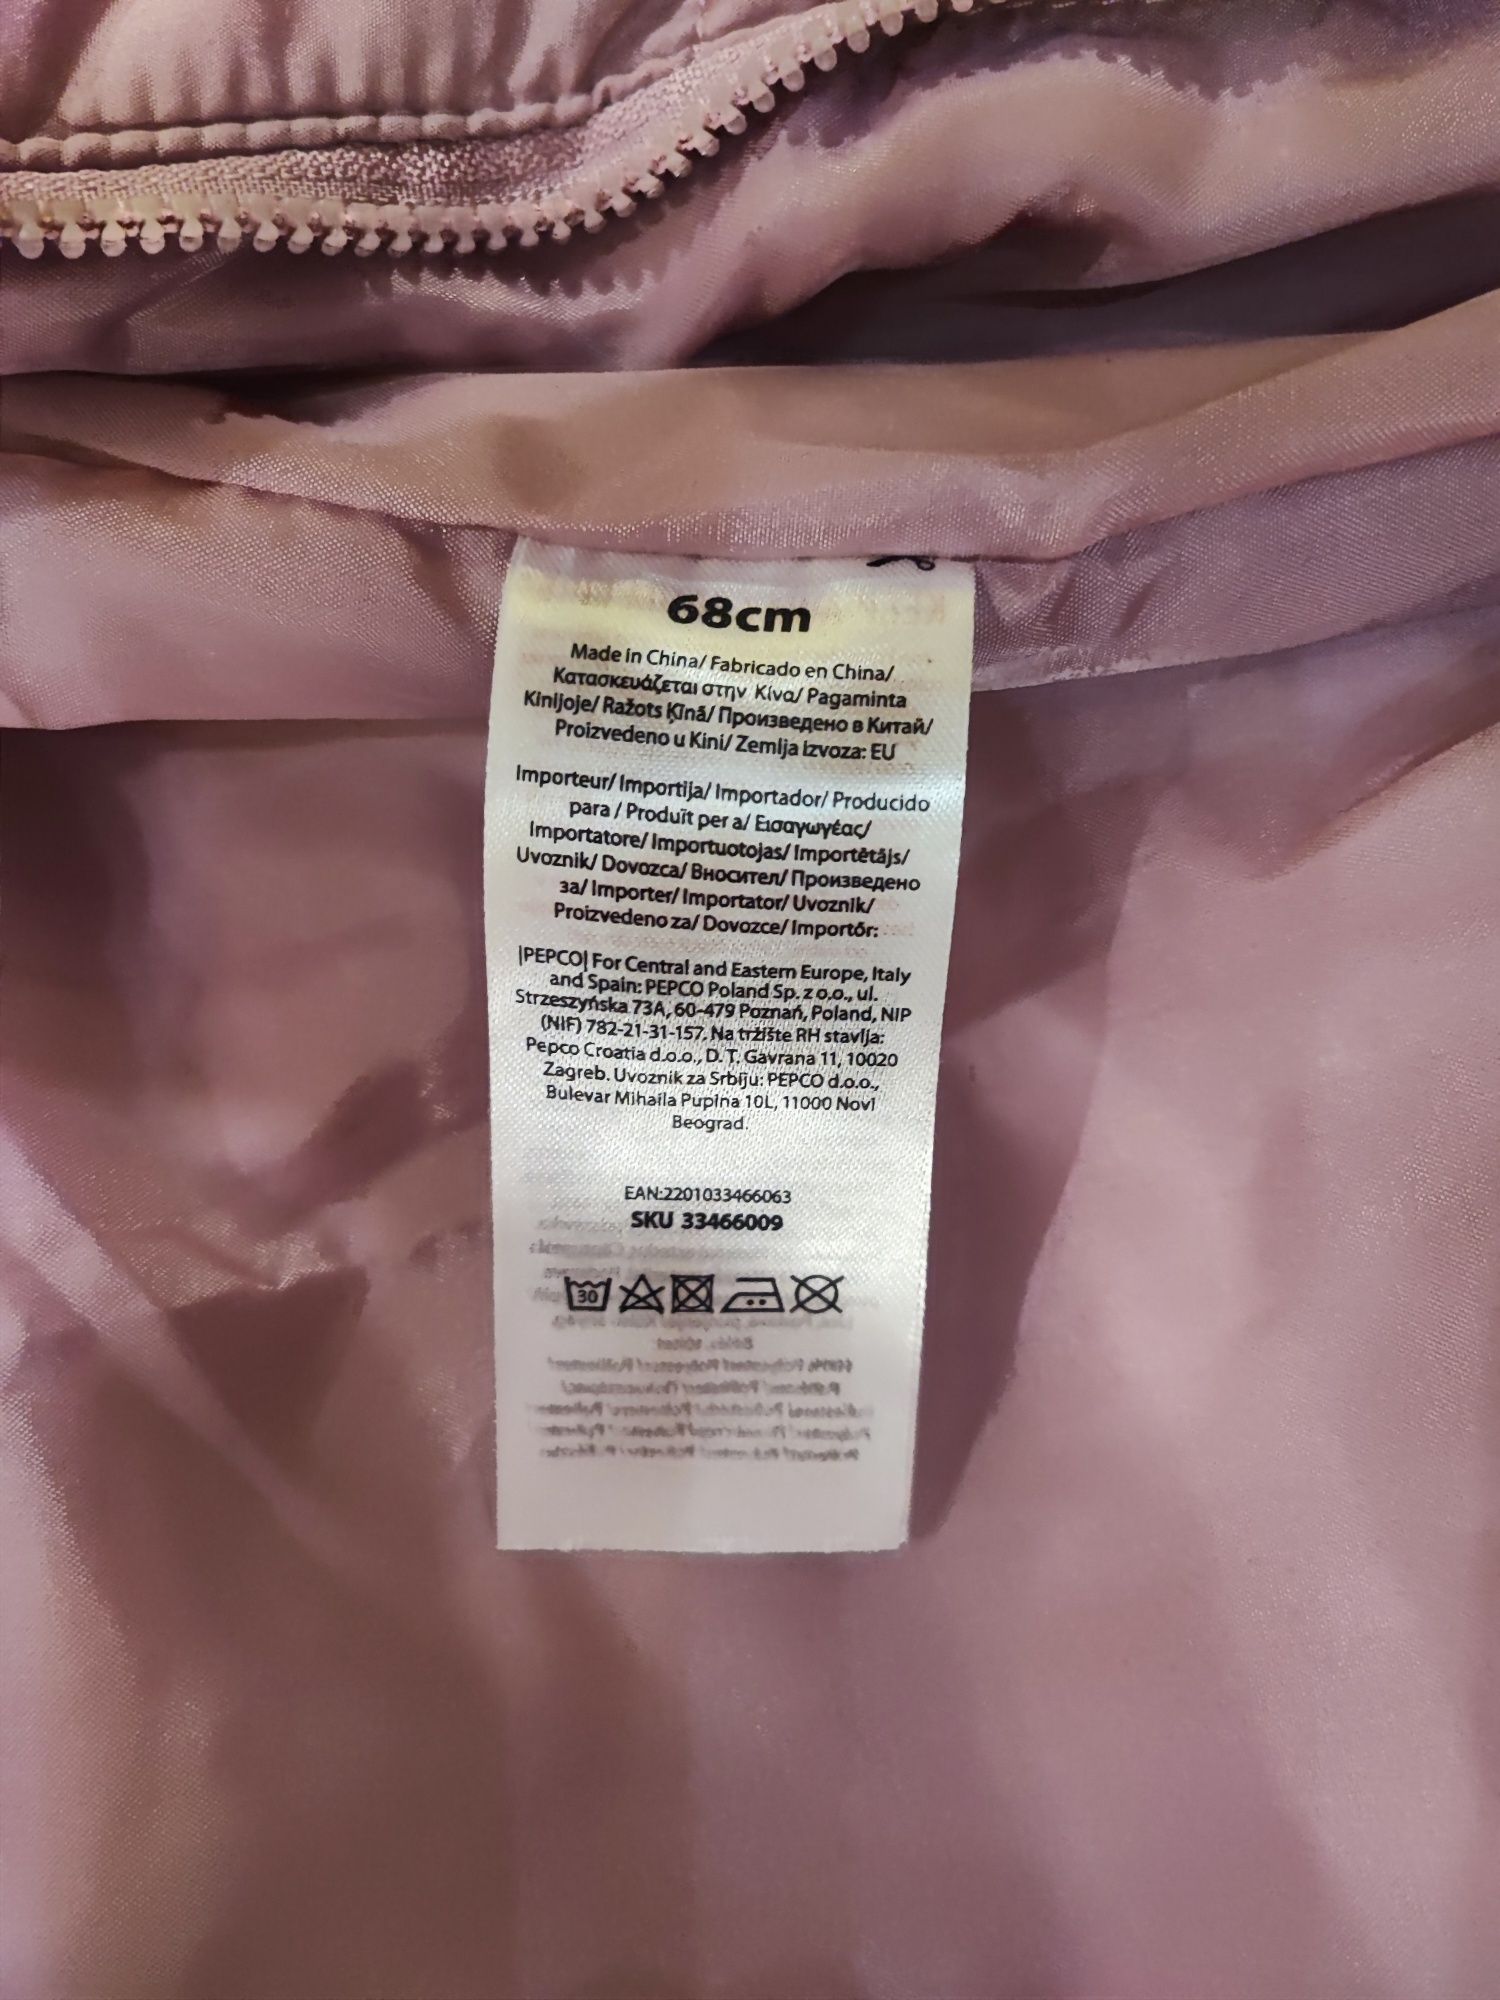 68cm
Made in China/ Fabricado en China/
Κατασκευάζεται στην Κίνα/ Pagaminta
Kinijoje/ Ražots Ķīnā/ Произведено в Китай/
Proizvedeno u Kini/ Zemlja izvoza: EU
Importeur/ Importija/ Importador/ Producido
para / Produït per a/ Εισαγωγέας/
Importatore/ Importuotojas/ Importētājs/
Uvoznik/ Dovozca/ Вносител/ Произведено
за/ Importer/ Importator/ Uvoznik/
Proizvedeno za/ Dovozce/ Importőr:
|PEPCO| For Central and Eastern Europe, Italy
and Spain: PEPCO Poland Sp. z o.o., ul.
Strzeszyńska 73A, 60-479 Poznań, Poland, NIP
(NIF) 782-21-31-157, Na tržište RH stavlja:
Pepco Croatia d.o.o., D. T. Gavrana 11, 10020
Zagreb. Uvoznik za Srbiju: PEPCO d.o.o.,
Bulevar Mihaila Pupina 10L, 11000 Novi
Beograd.
EAN:2201033466063
SKU 33466009
30